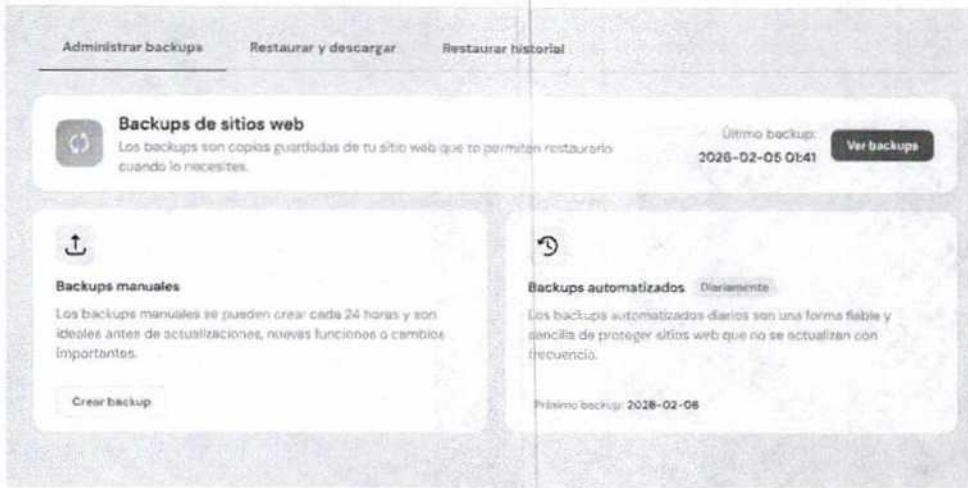 Administrar backups Restaurar y descargar Restaurar historial
Backups de sitios web
Los backups son copias guardadas de tu sitio web que te permiten restaurarlo
cuando lo necesites.
Último backup:
2026-02-05 01:41
Ver backups
Backups manuales
Los backups manuales se pueden crear cada 24 horas y son
ideales antes de actualizaciones, nuevas funciones o cambios
importantes.
Crear backup
Backups automatizados Diariamente
Los backups automatizados diarios son una forma fiable y
sencilla de proteger sitios web que no se actualizan con
frecuencia.
Próximo backup: 2026-02-06